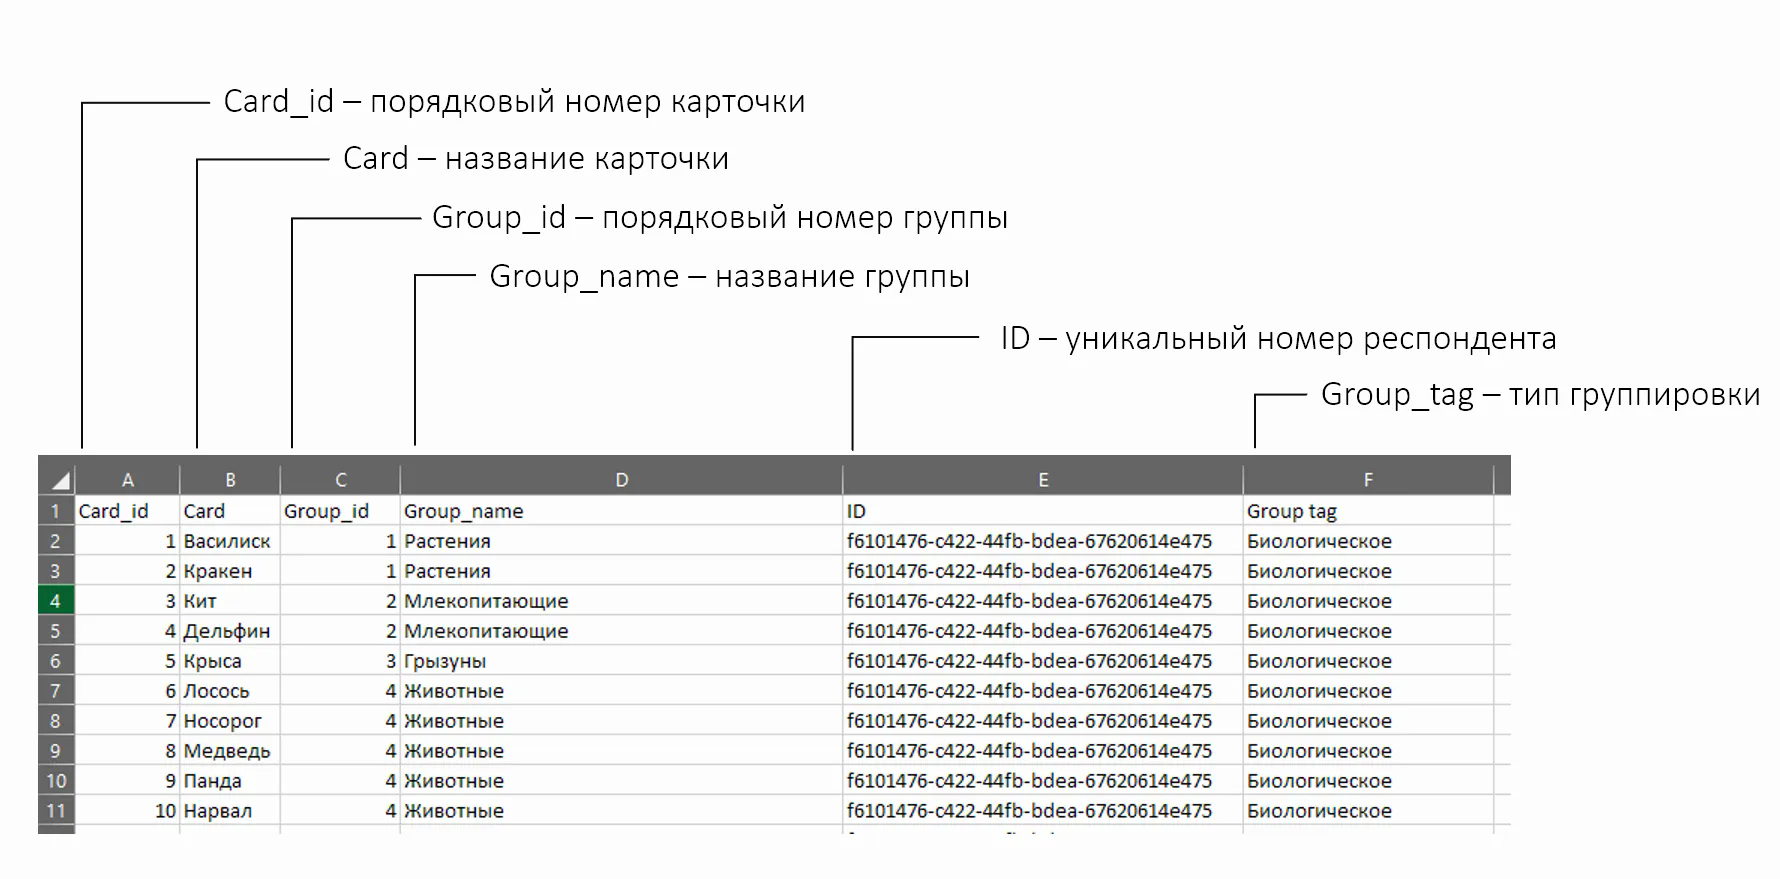 Card_id – порядковый номер карточки
Card – название карточки
Group_id – порядковый номер группы
Group_name – название группы
ID – уникальный номер респондента
Group_tag – тип группировки
A B C D E F
1 Card_id Card Group_id Group_name ID Group tag
2 1 Василиск 1 Растения f6101476-c422-44fb-bdea-67620614e475 Биологическое
3 2 Кракен 1 Растения f6101476-c422-44fb-bdea-67620614e475 Биологическое
4 3 Кит 2 Млекопитающие f6101476-c422-44fb-bdea-67620614e475 Биологическое
5 4 Дельфин 2 Млекопитающие f6101476-c422-44fb-bdea-67620614e475 Биологическое
6 5 Крыса 3 Грызуны f6101476-c422-44fb-bdea-67620614e475 Биологическое
7 6 Лосось 4 Животные f6101476-c422-44fb-bdea-67620614e475 Биологическое
8 7 Носорог 4 Животные f6101476-c422-44fb-bdea-67620614e475 Биологическое
9 8 Медведь 4 Животные f6101476-c422-44fb-bdea-67620614e475 Биологическое
10 9 Панда 4 Животные f6101476-c422-44fb-bdea-67620614e475 Биологическое
11 10 Нарвал 4 Животные f6101476-c422-44fb-bdea-67620614e475 Биологическое